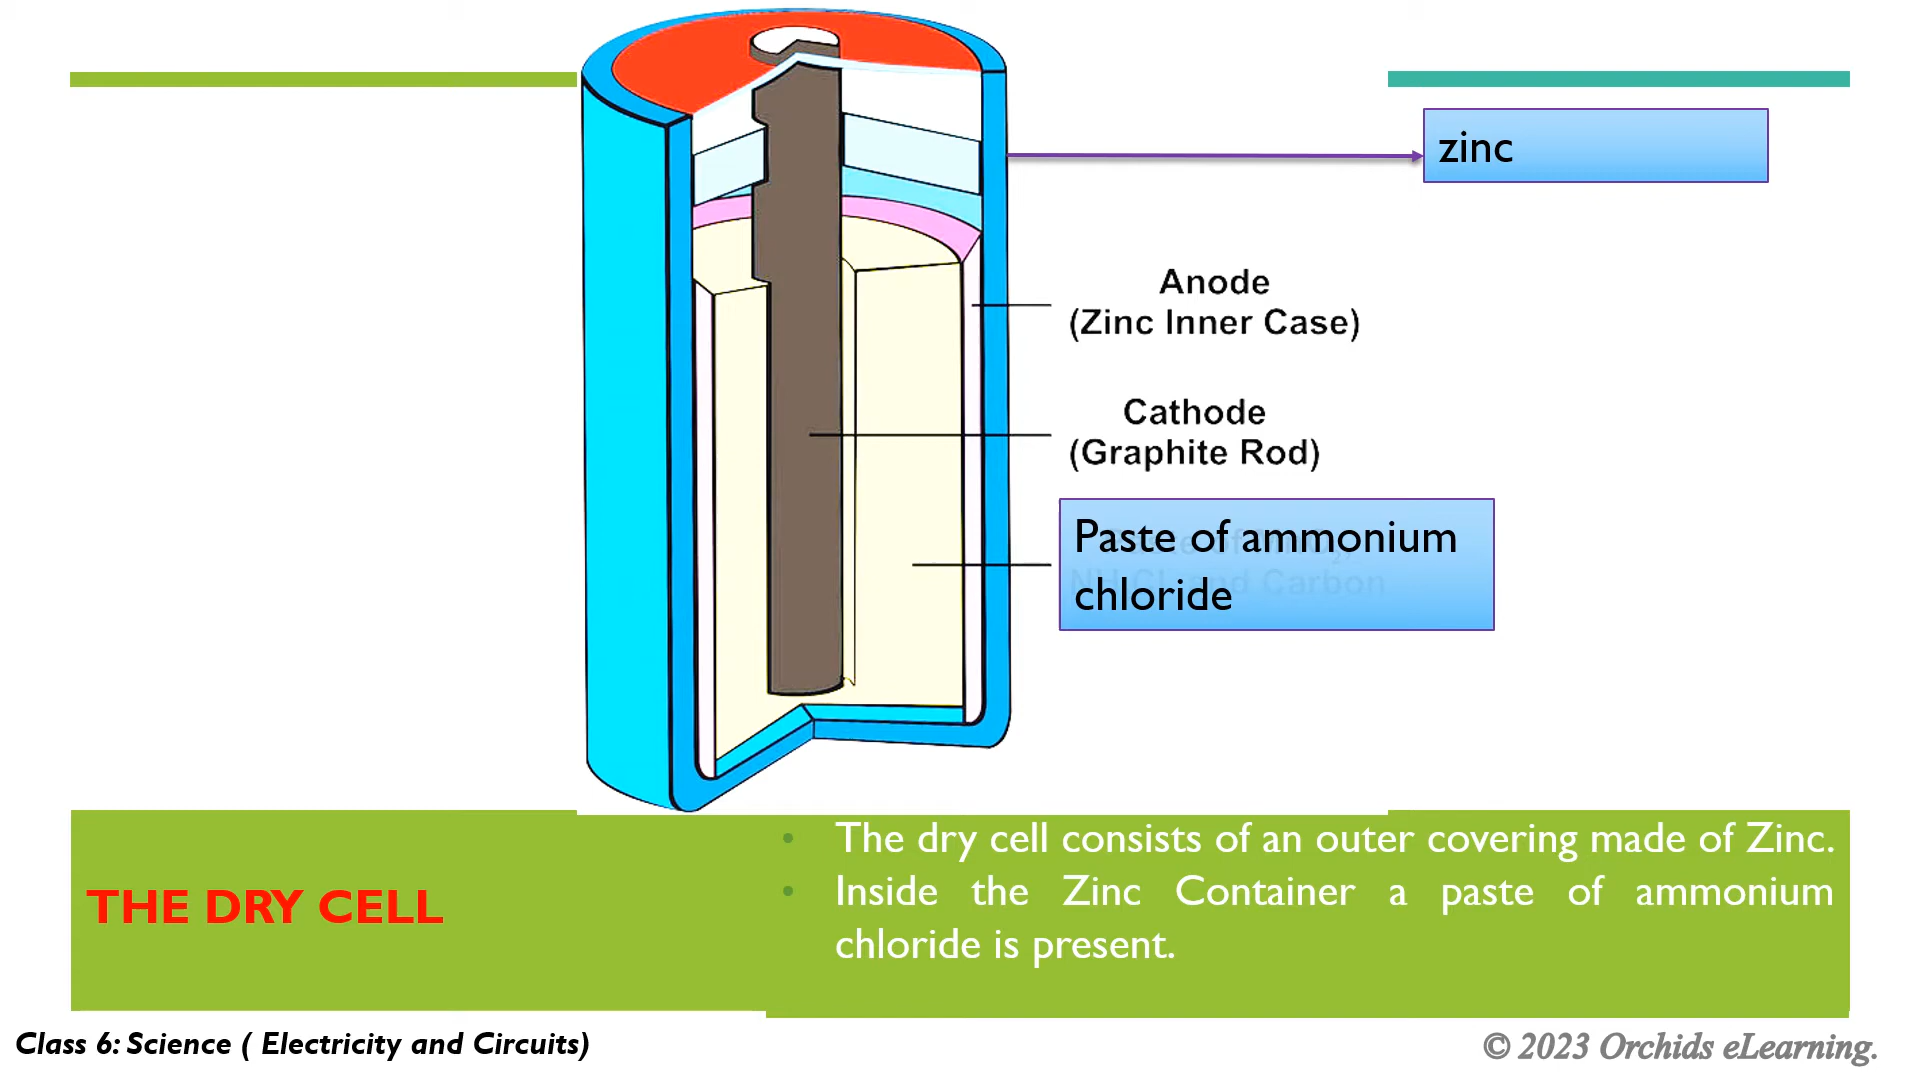 zinc
Anode
(Zinc Inner Case)
Cathode
(Graphite Rod)
Paste of ammonium
chloride
and Carbon
THE DRY CELL
• The dry cell consists of an outer covering made of Zinc.
• Inside the Zinc Container a paste of ammonium
chloride is present.
Class 6: Science ( Electricity and Circuits)
© 2023 Orchids eLearning.